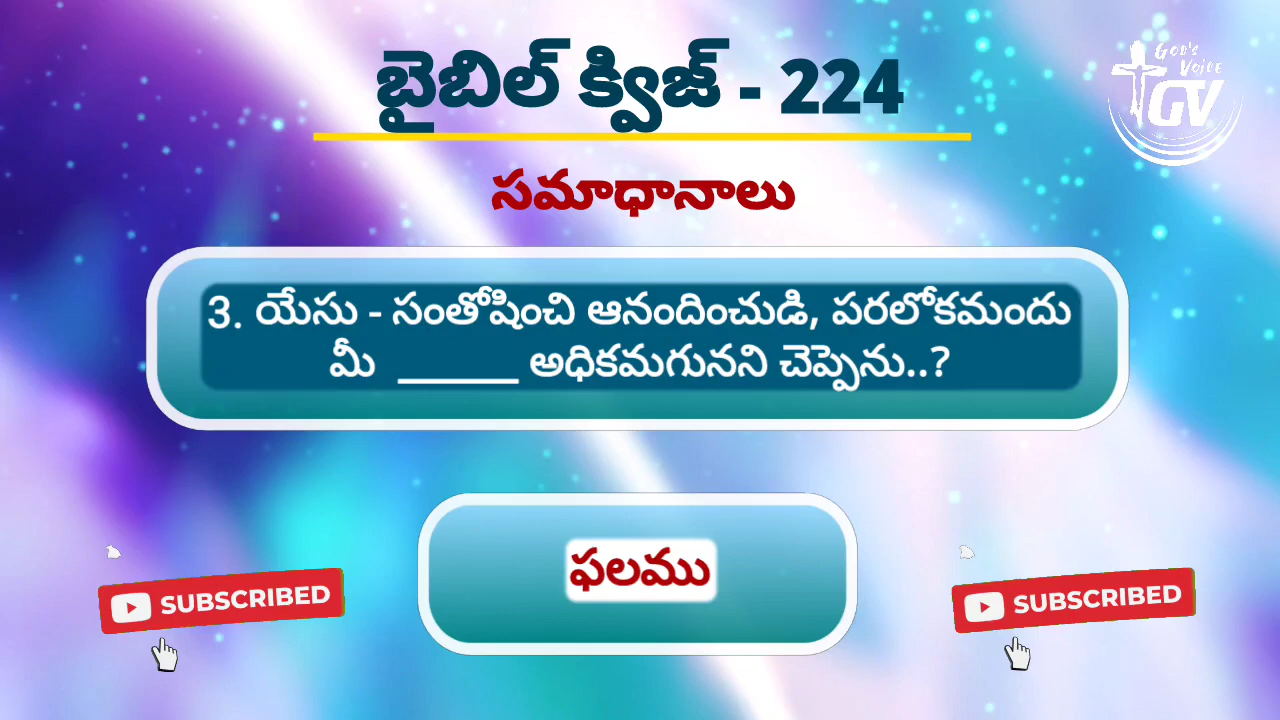 బైబిల్ క్విజ్ - 224
GOD'S
VOICE
GV
సమాధానాలు
3. యేసు - సంతోషించి ఆనందించుడి, పరలోకమందు
మీ ______ అధికమగునని చెప్పెను..?
ఫలము
SUBSCRIBED
SUBSCRIBED